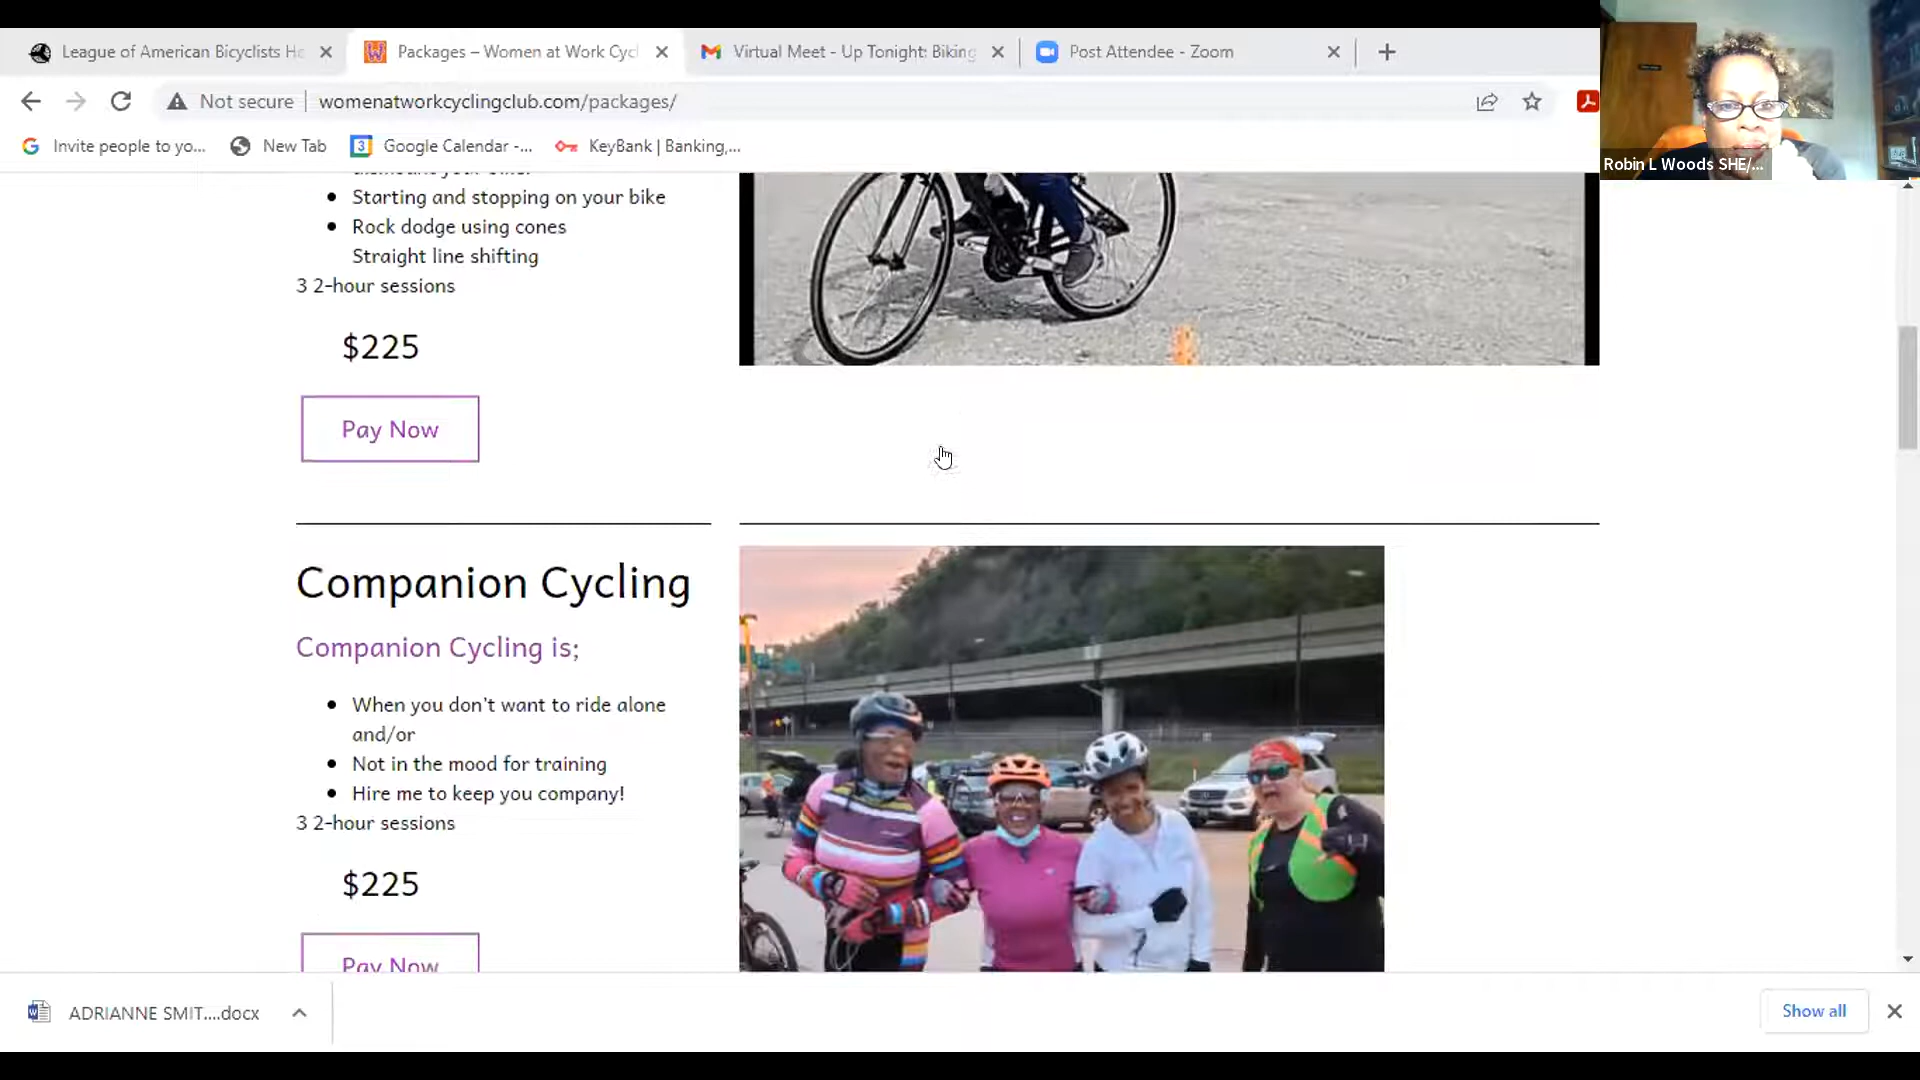 League of American Bicyclists He
Packages – Women at Work Cycl
Virtual Meet - Up Tonight: Biking
Post Attendee - Zoom
Not secure
womenatworkcyclingclub.com/packages/
Invite people to yo...
New Tab
Google Calendar -...
KeyBank | Banking,...
Robin L Woods SHE/...
Starting and stopping on your bike
Rock dodge using cones
Straight line shifting
3 2-hour sessions
$225
Pay Now
Companion Cycling
Companion Cycling is;
When you don't want to ride alone
and/or
Not in the mood for training
Hire me to keep you company!
3 2-hour sessions
$225
Pay Now
ADRIANNE SMIT....docx
Show all